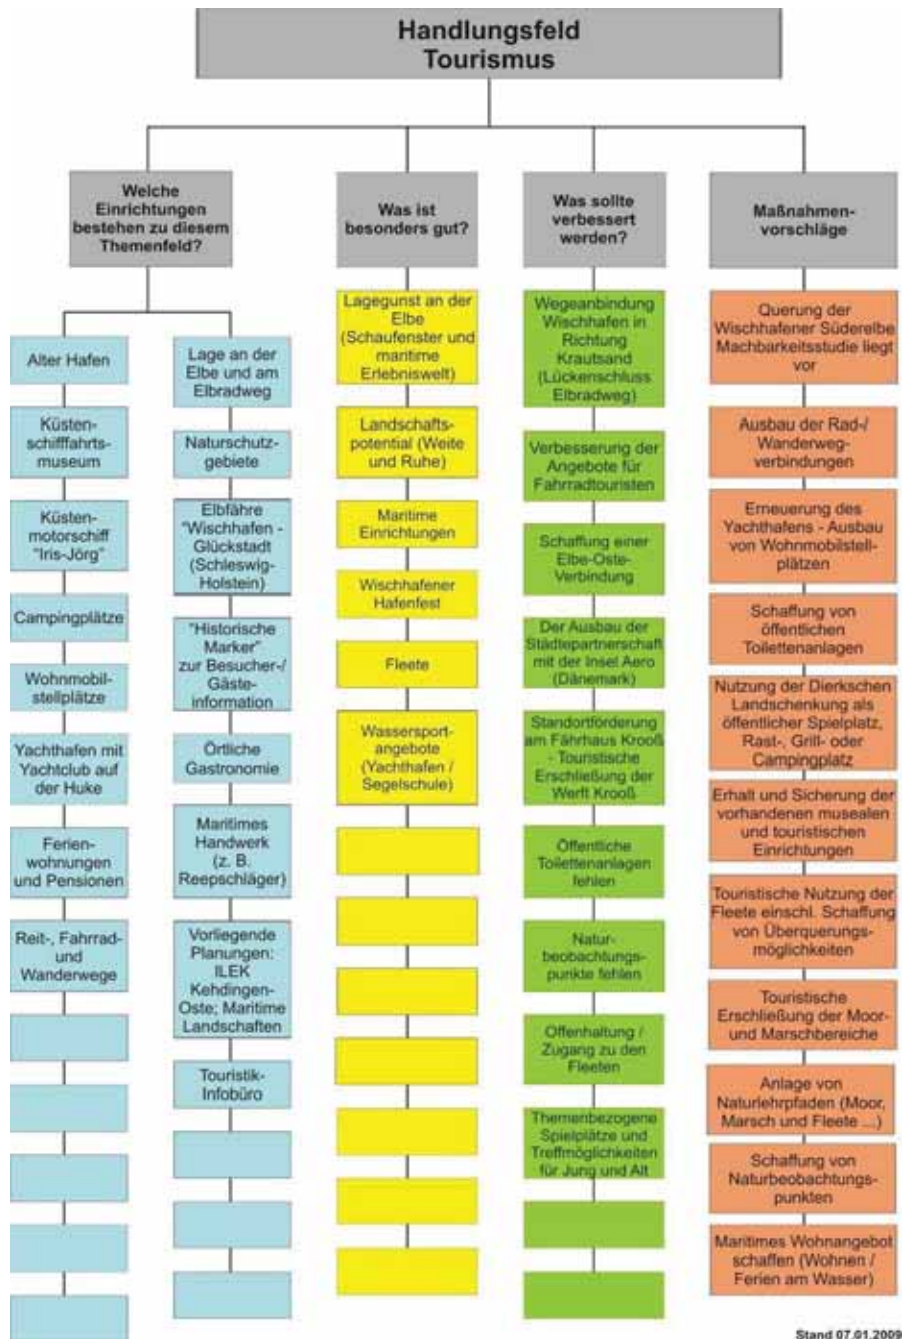 Handlungsfeld
Tourismus
Welche
Einrichtungen
bestehen zu diesem
Themenfeld?
Alter Hafen
Küsten-
schifffahrts-
museum
Küsten-
motorschiff
"Iris-Jörg"
Campingplätze
Wohnmobil-
stellplätze
Yachthafen mit
Yachtclub auf
der Huke
Ferien-
wohnungen
und Pensionen
Reit-, Fahrrad-
und
Wanderwege
Lage an der
Elbe und am
Elbradweg
Naturschutz-
gebiete
Elbfähre
"Wischhafen -
Glückstadt
(Schleswig-
Holstein)
"Historische
Marker"
zur Besucher-/
Gäste-
information
Örtliche
Gastronomie
Maritimes
Handwerk
(z. B.
Reepschläger)
Vorliegende
Planungen:
ILEK
Kehdingen-
Oste; Maritime
Landschaften
Touristik-
Infobüro
Was ist
besonders gut?
Lagegunst an der
Elbe
(Schaufenster und
maritime
Erlebniswelt)
Landschafts-
potential (Weite
und Ruhe)
Maritime
Einrichtungen
Wischhafener
Hafenfest
Fleete
Wassersport-
angebote
(Yachthafen /
Segelschule)
Was sollte
verbessert
werden?
Wegeanbindung
Wischhafen in
Richtung
Krautsand
(Lückenschluss
Elbradweg)
Verbesserung der
Angebote für
Fahrradtouristen
Schaffung einer
Elbe-Oste-
Verbindung
Der Ausbau der
Städtepartnerschaft
mit der Insel Aero
(Dänemark)
Standortförderung
am Fährhaus Krooß
- Touristische
Erschließung der
Werft Krooß
Öffentliche
Toilettenanlagen
fehlen
Natur-
beobachtungs-
punkte fehlen
Offenhaltung /
Zugang zu den
Fleeten
Themenbezogene
Spielplätze und
Treffmöglichkeiten
für Jung und Alt
Maßnahmen-
vorschläge
Querung der
Wischhafener Süderelbe
Machbarkeitsstudie liegt
vor
Ausbau der Rad-/
Wanderweg-
verbindungen
Erneuerung des
Yachthafens - Ausbau
von Wohnmobilstell-
plätzen
Schaffung von
öffentlichen
Toilettenanlagen
Nutzung der Dierkschen
Landschenkung als
öffentlicher Spielplatz,
Rast-, Grill- oder
Campingplatz
Erhalt und Sicherung der
vorhandenen musealen
und touristischen
Einrichtungen
Touristische Nutzung der
Fleete einschl. Schaffung
von Überquerungs-
möglichkeiten
Touristische
Erschließung der Moor-
und Marschbereiche
Anlage von
Naturlehrpfaden (Moor,
Marsch und Fleete ...)
Schaffung von
Naturbeobachtungs-
punkten
Maritimes Wohnangebot
schaffen (Wohnen /
Ferien am Wasser)
Stand 07.01.2009